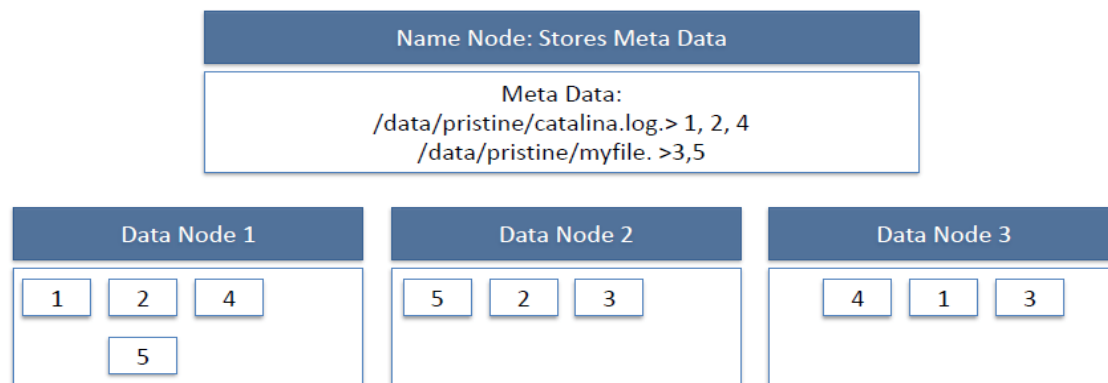 Name Node: Stores Meta Data
Meta Data:
/data/pristine/catalina.log.> 1, 2, 4
/data/pristine/myfile. >3,5
Data Node 1
Data Node 2
Data Node 3
1 2 4
5 2 3
4 1 3
5